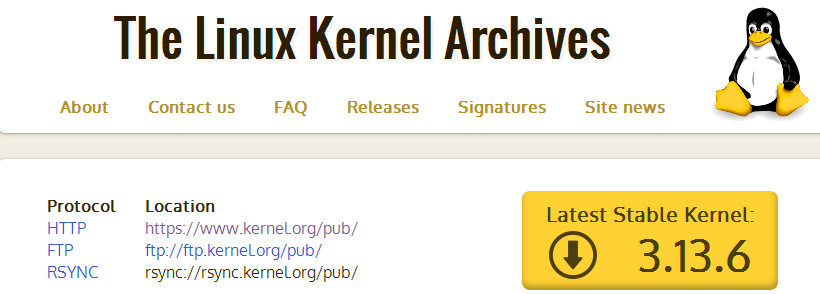 The Linux Kernel Archives
About Contact us FAQ Releases Signatures Site news
Protocol Location
HTTP https://www.kernel.org/pub/
FTP ftp://ftp.kernel.org/pub/
RSYNC rsync://rsync.kernel.org/pub/
Latest Stable Kernel:
3.13.6